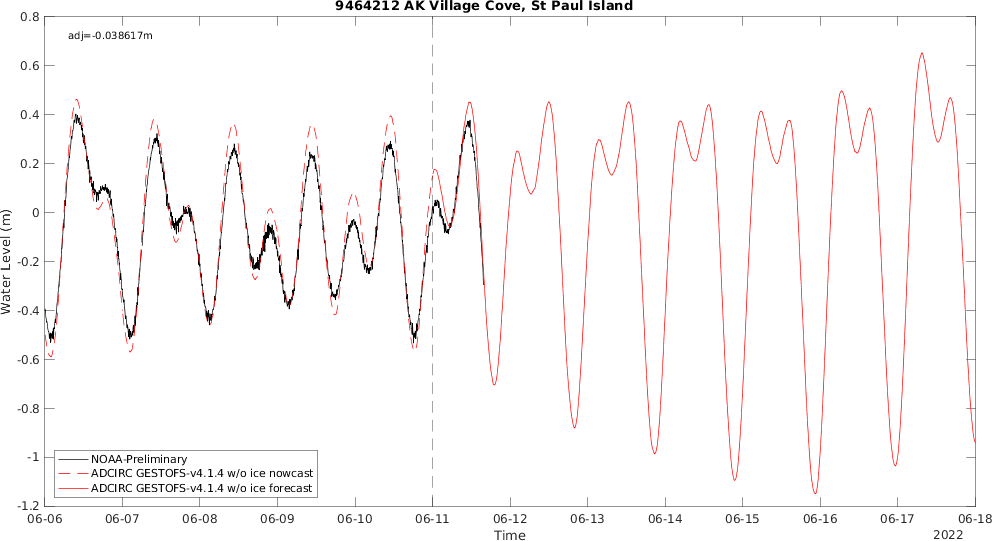 9464212 AK Village Cove, St Paul Island
adj=-0.038617m
0.8
0.6
0.4
0.2
0
-0.2
-0.4
-0.6
-0.8
-1
-1.2
Water Level (m)
NOAA-Preliminary
ADCIRC GESTOFS-v4.1.4 w/o ice nowcast
ADCIRC GESTOFS-v4.1.4 w/o ice forecast
06-06 06-07 06-08 06-09 06-10 06-11 06-12 06-13 06-14 06-15 06-16 06-17 06-18
Time
2022